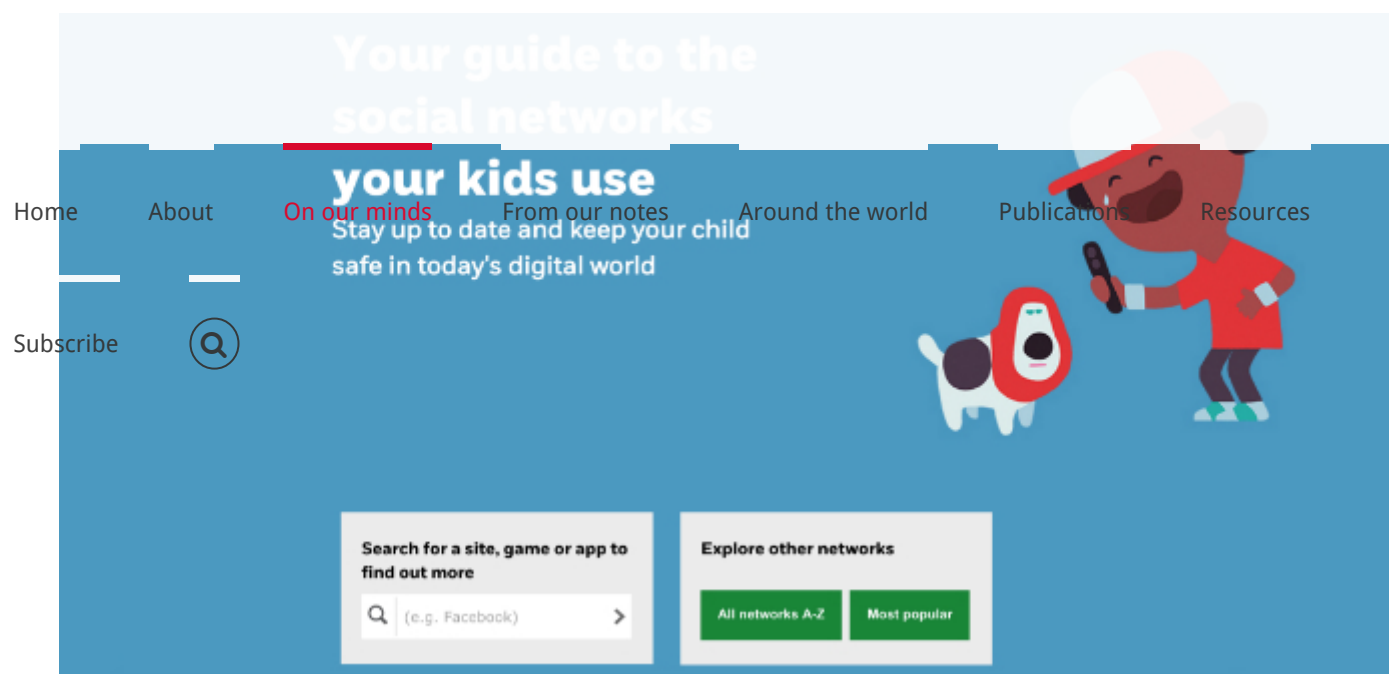 Your guide to the
social networks
your kids use
Home About On our minds From our notes Around the world Publications Resources
Stay up to date and keep your child
safe in today's digital world
Subscribe
Search for a site, game or app to
find out more
(e.g. Facebook)
Explore other networks
All networks A-Z Most popular